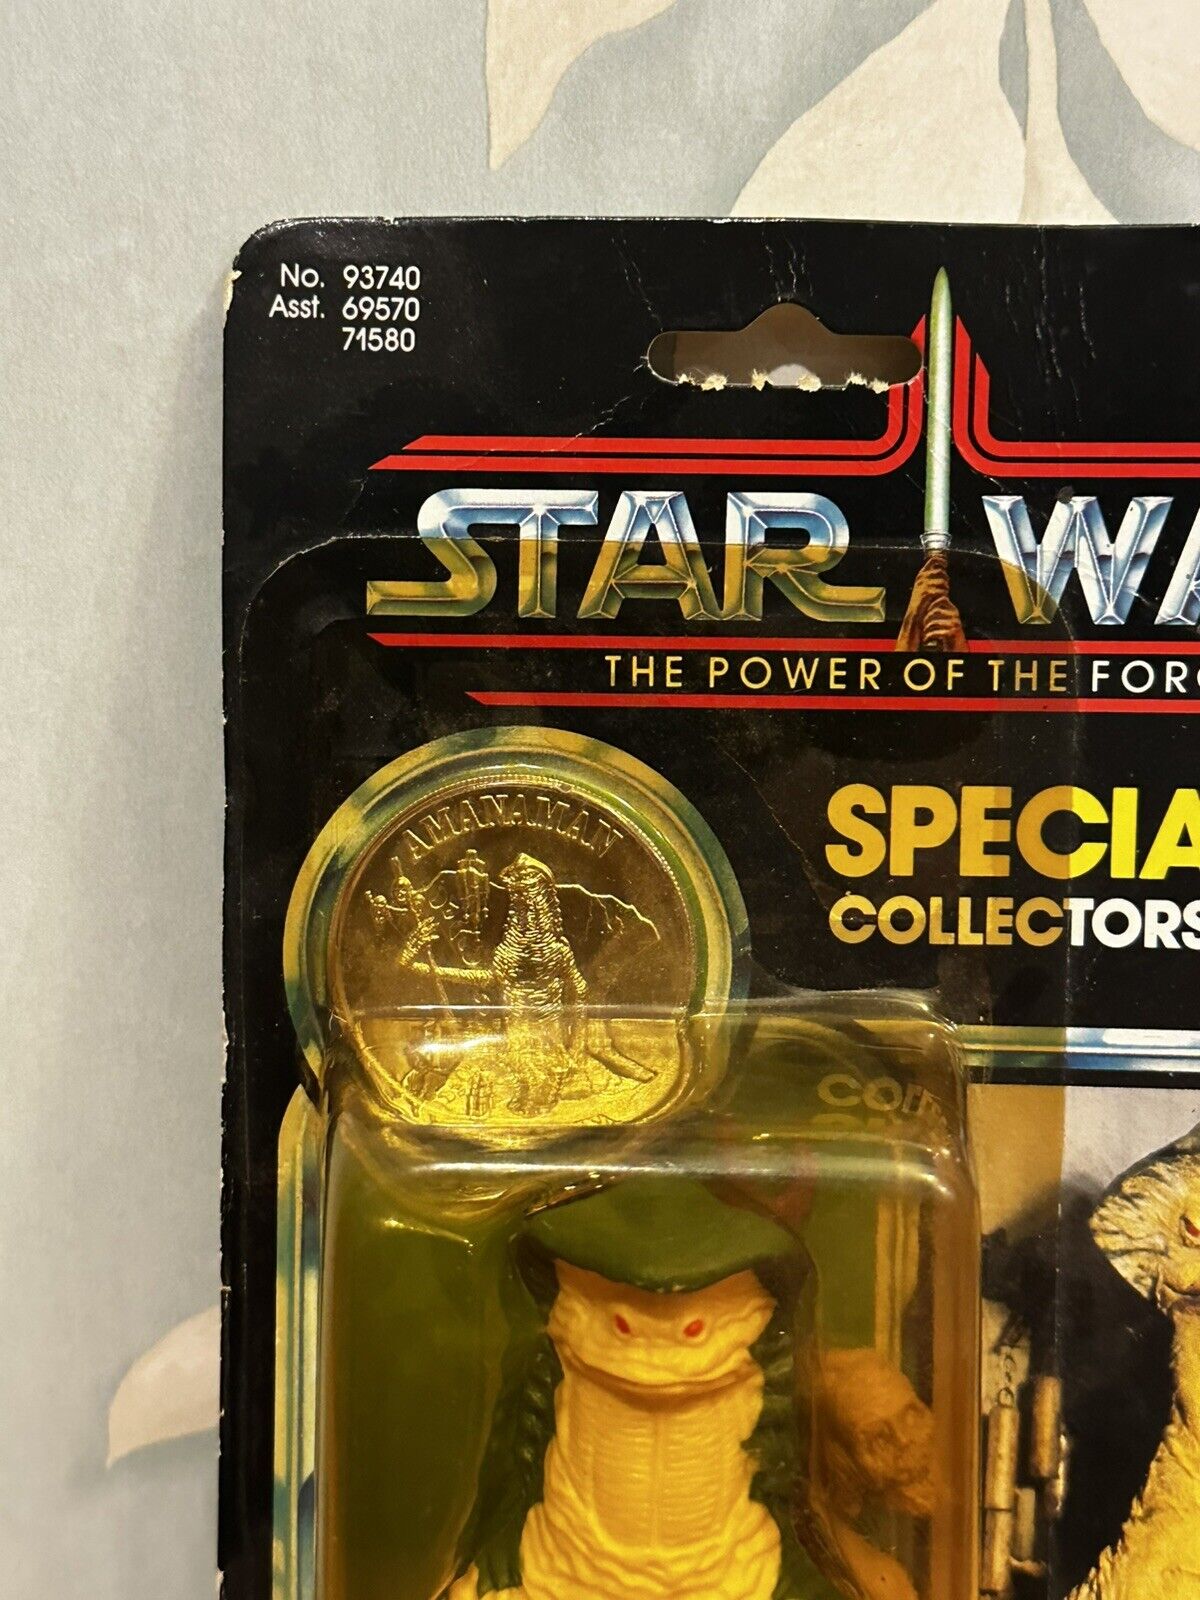 No. 93740
Asst. 69570
71580
STAR WA
THE POWER OF THE FORC
AMANAMAN
SPECIA
COLLECTORS